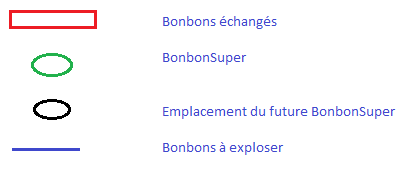 Bonbons échangés
BonbonSuper
Emplacement du future BonbonSuper
Bonbons à exploser